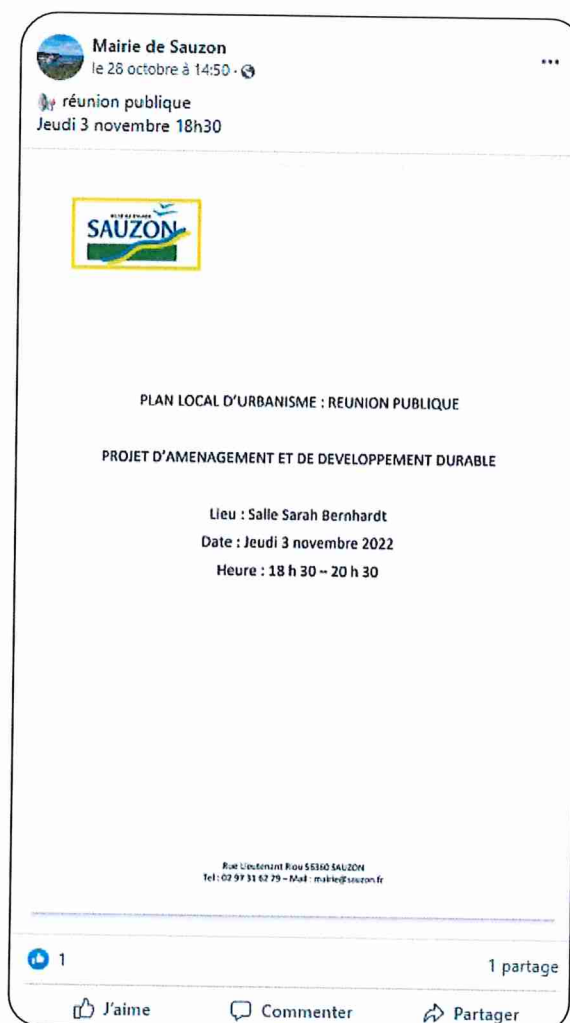 Mairie de Sauzon
le 28 octobre à 14:50 ·
réunion publique
Jeudi 3 novembre 18h30
SAUZON
PLAN LOCAL D'URBANISME : REUNION PUBLIQUE
PROJET D'AMENAGEMENT ET DE DEVELOPPEMENT DURABLE
Lieu : Salle Sarah Bernhardt
Date : Jeudi 3 novembre 2022
Heure : 18 h 30 – 20 h 30
Rue Lieutenant Riou 56360 SAUZON
Tel : 02 97 31 62 79 – Mail : mairie@sauzon.fr
1
1 partage
J'aime
Commenter
Partager